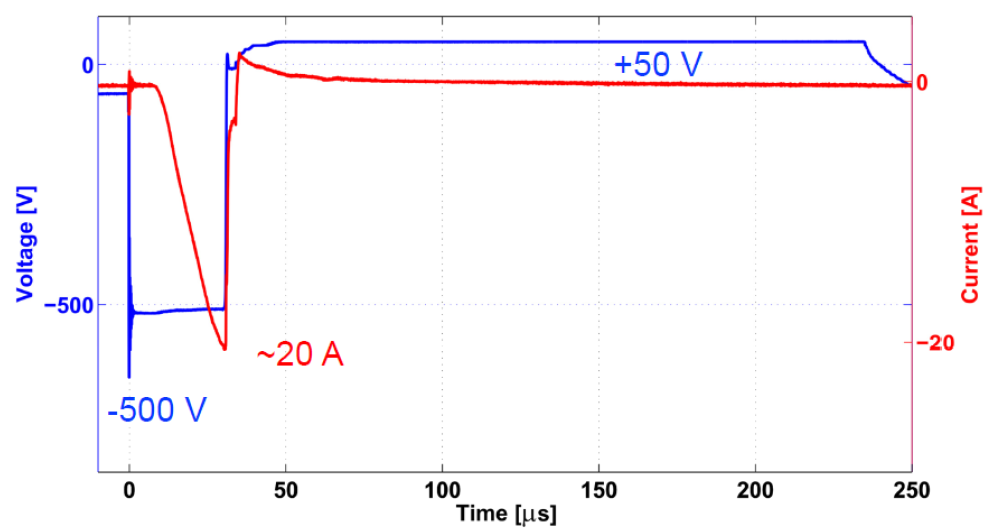 0
−500
Voltage [V]
+50 V
~20 A
-500 V
0
−20
Current [A]
0
50
100
150
200
250
Time [μs]